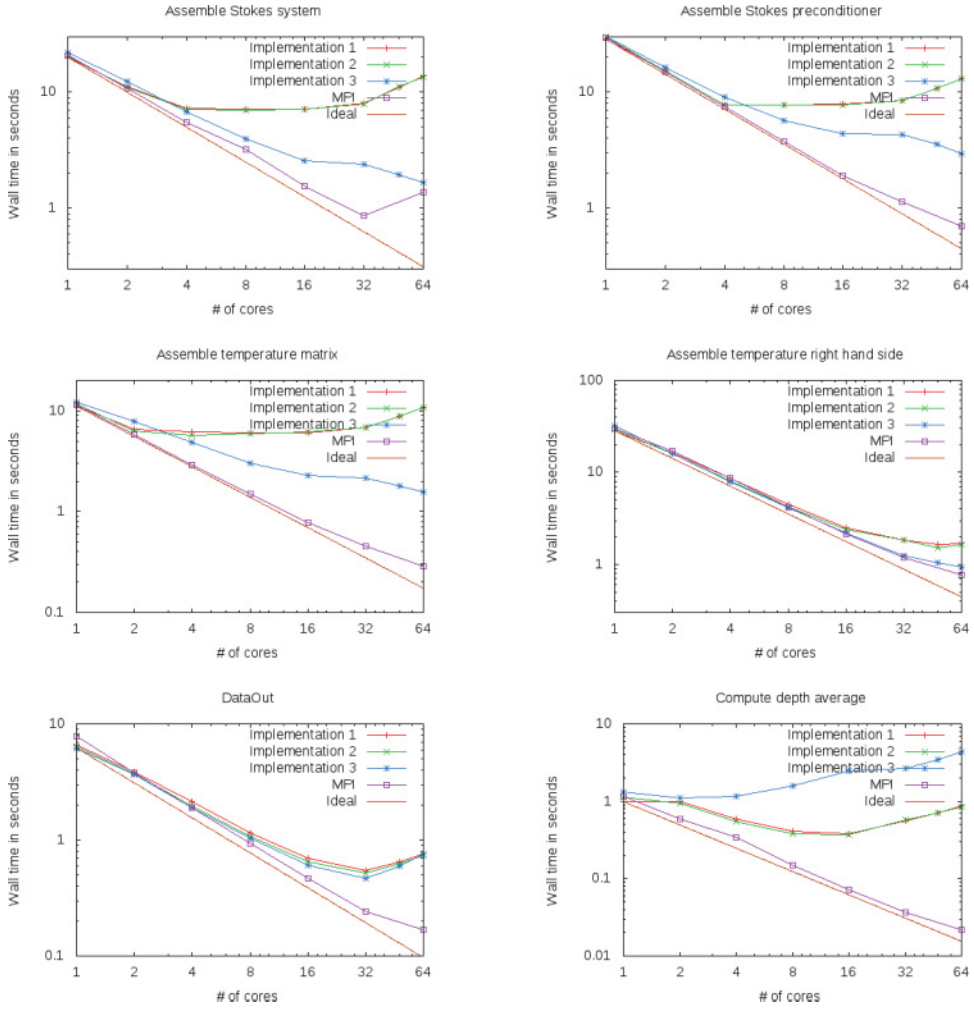 Assemble Stokes system
Wall time in seconds
10
1
Implementation 1
Implementation 2
Implementation 3
MPI
Ideal
1 2 4 8 16 32 64
# of cores
Assemble Stokes preconditioner
Wall time in seconds
10
1
Implementation 1
Implementation 2
Implementation 3
MPI
Ideal
1 2 4 8 16 32 64
# of cores
Assemble temperature matrix
Wall time in seconds
10
1
0.1
Implementation 1
Implementation 2
Implementation 3
MPI
Ideal
1 2 4 8 16 32 64
# of cores
Assemble temperature right hand side
Wall time in seconds
100
10
1
Implementation 1
Implementation 2
Implementation 3
MPI
Ideal
1 2 4 8 16 32 64
# of cores
DataOut
Wall time in seconds
10
1
0.1
Implementation 1
Implementation 2
Implementation 3
MPI
Ideal
1 2 4 8 16 32 64
# of cores
Compute depth average
Wall time in seconds
10
1
0.1
0.01
Implementation 1
Implementation 2
Implementation 3
MPI
Ideal
1 2 4 8 16 32 64
# of cores